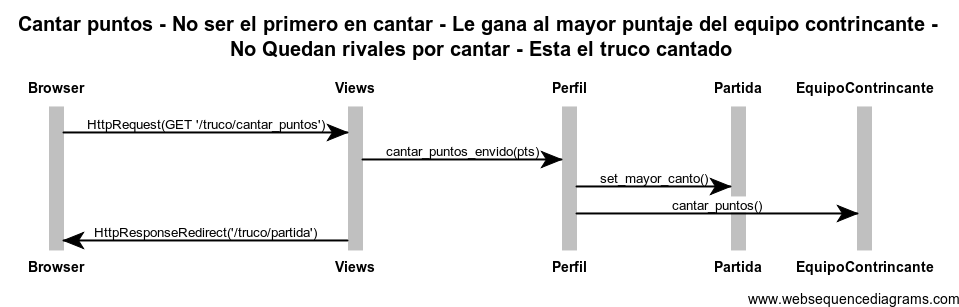 Cantar puntos - No ser el primero en cantar - Le gana al mayor puntaje del equipo contrincante -
No Quedan rivales por cantar - Esta el truco cantado
Browser Views Perfil Partida EquipoContrincante
HttpRequest(GET '/truco/cantar_puntos')
cantar_puntos_envido(pts)
set_mayor_canto()
cantar_puntos()
HttpResponseRedirect('/truco/partida')
Browser Views Perfil Partida EquipoContrincante
www.websequencediagrams.com